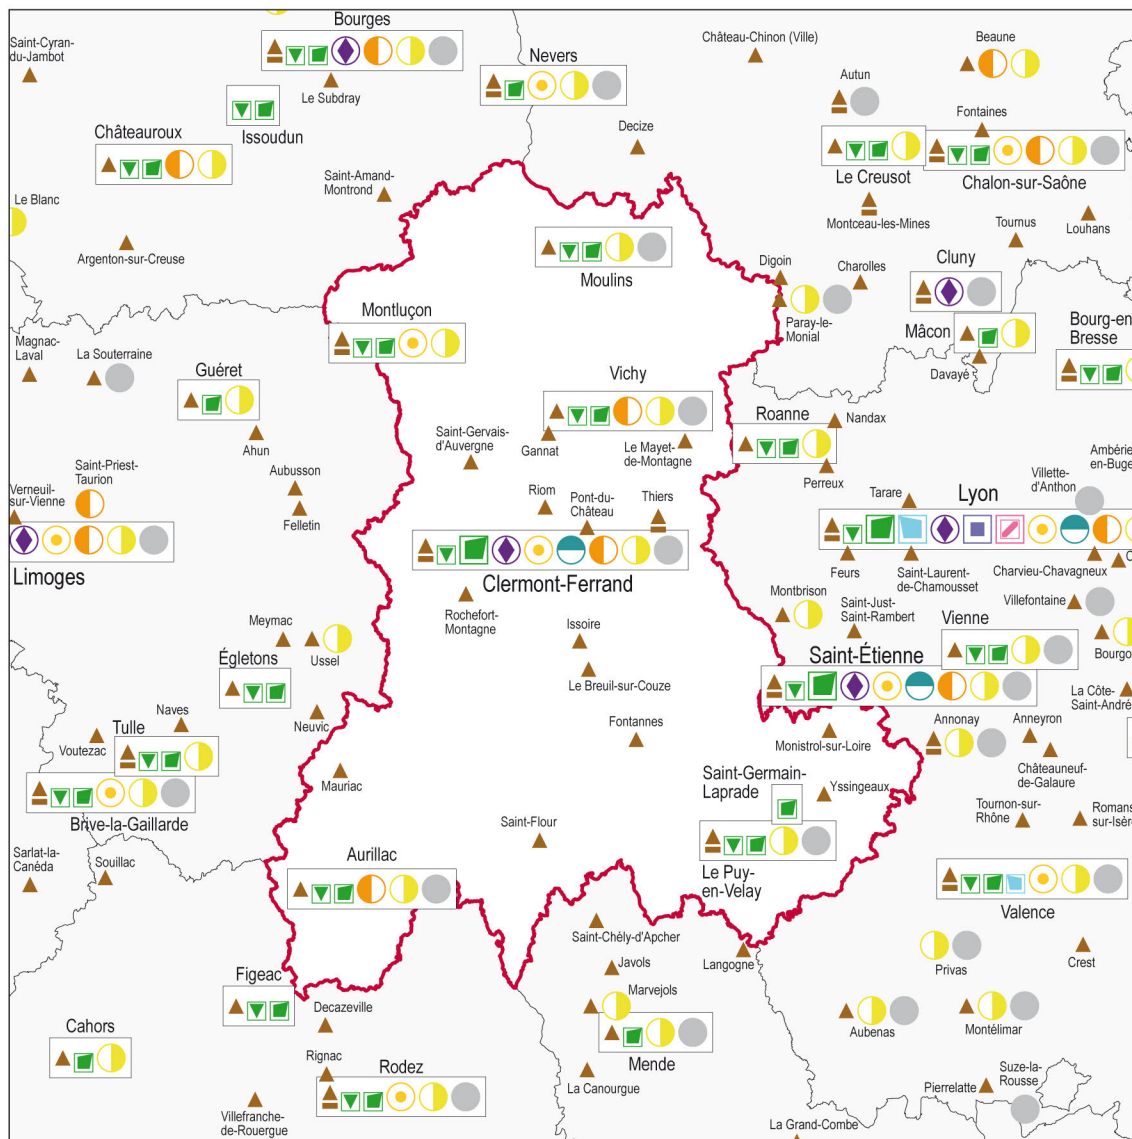 Bourges
Saint-Cyran-
du-Jambot
Le Subdray
Nevers
Château-Chinon (Ville)
Beaune
Autun
Issoudun
Châteauroux
Decize
Fontaines
Le Creusot
Chalon-sur-Saône
Saint-Amand-
Montrond
Le Blanc
Argenton-sur-Creuse
Montceau-les-Mines
Tournus
Louhans
Moulins
Digoin
Charolles
Cluny
Paray-le-
Monial
Montluçon
Mâcon
Bourg-en
Bresse
Magnac-
Laval
La Souterraine
Davayé
Guéret
Vichy
Roanne
Nandax
Ahun
Saint-Gervais-
d'Auvergne
Gannat
Le Mayet-
de-Montagne
Perreux
Ambérie
en-Buge
Aubusson
Felletin
Saint-Priest-
Taurion
Verneuil-
sur-Vienne
Riom
Pont-du-
Château
Thiers
Tarare
Lyon
Villette-
d'Anthon
Limoges
Clermont-Ferrand
Feurs
Saint-Laurent-
de-Chamousset
Charvieu-Chavagneux
Rochefort-
Montagne
Montbrison
Saint-Just-
Saint-Rambert
Villefontaine
Vienne
Bourgo
Meymac
Ussel
Issoire
Égletons
Saint-Étienne
Le Breuil-sur-Couze
La Côte-
Saint-André
Neuvic
Naves
Tulle
Voutezac
Fontannes
Monistrol-sur-Loire
Annonay
Anneyron
Châteauneuf-
de-Galaure
Mauriac
Saint-Germain-
Laprade
Yssingeaux
Tournon-sur-
Rhône
Romans
sur-Isèr
Brive-la-Gaillarde
Saint-Flour
Sarlat-la-
Canéda
Souillac
Aurillac
Le Puy-
en-Velay
Valence
Saint-Chély-d'Apcher
Langogne
Javols
Privas
Crest
Figeac
Decazeville
Marvejols
Aubenas
Montélimar
Cahors
Mende
Rignac
Rodez
La Canourgue
Suze-la-
Rousse
Pierrelatte
Villefranche-
de-Rouergue
La Grand-Combe